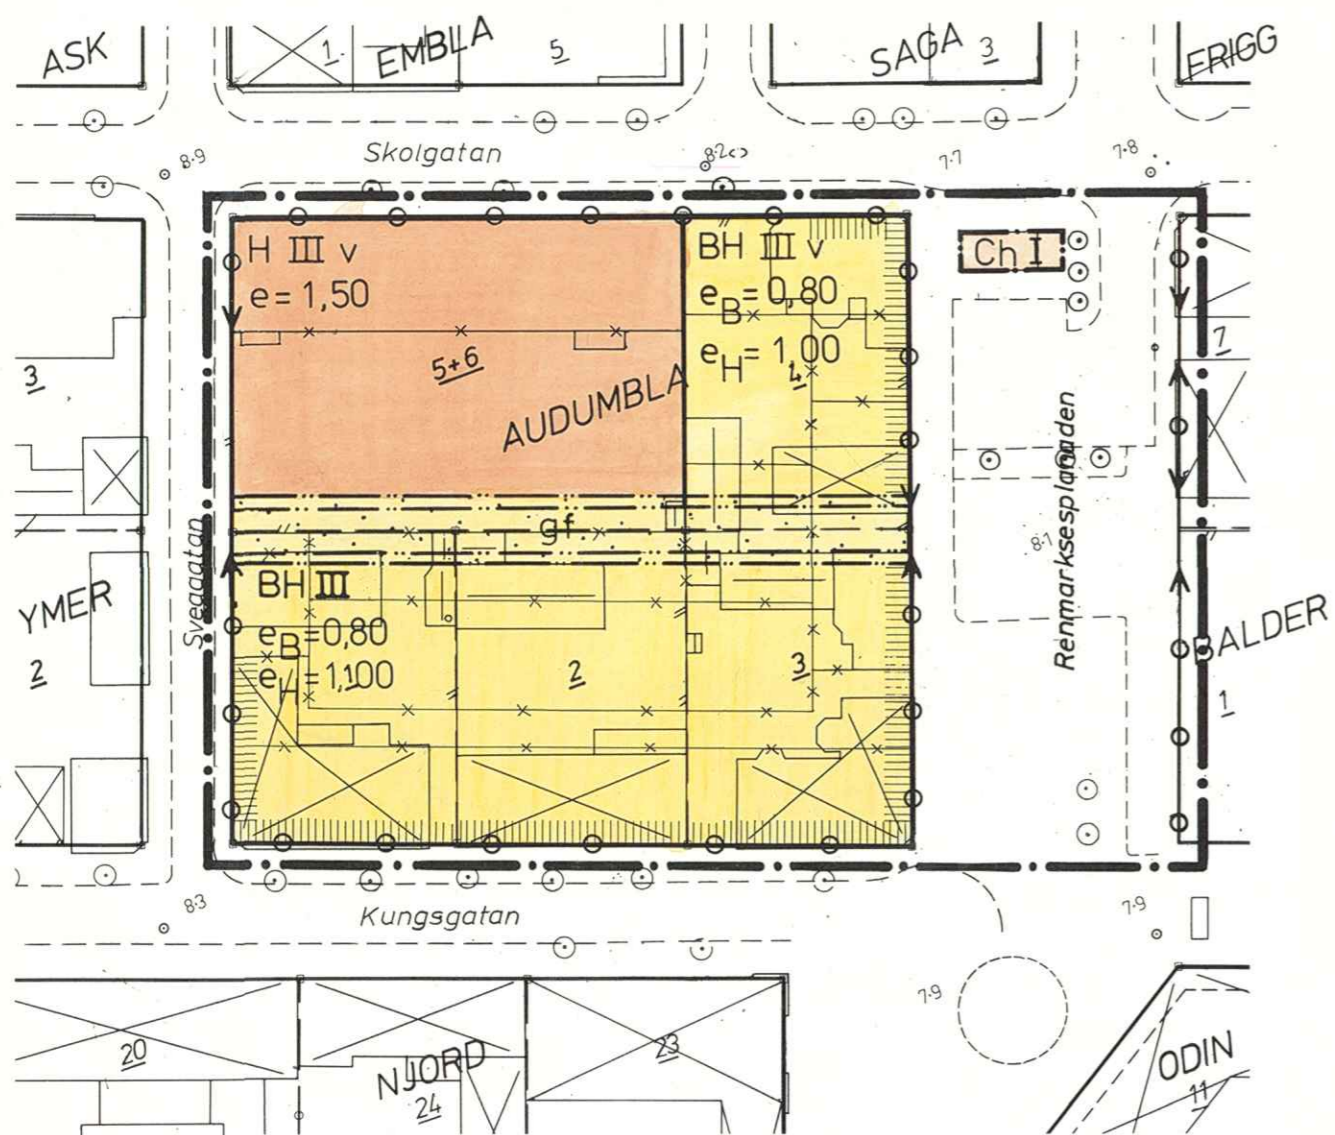 ASK
1
EMBLA
5
SAGA
3
FRIGG
Skolgatan
8.9
7.7
7.8
H III v
e = 1,50
5+6
AUDUMBLA
BH III v
eB = 0,80
eH = 1,00
4
Ch I
7
3
gf.
Sveagatan
8.1
Renmarksesplanaden
YMER
2
BH III
eB = 0,80
eH = 1,00
1
2
3
BALDER
1
8.3
Kungsgatan
7.9
7.9
20
NJORD
24
23
ODIN
11